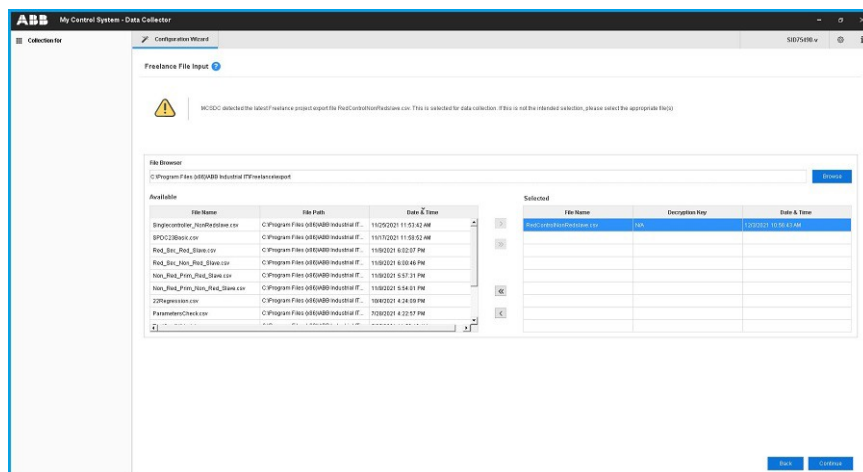 ABB My Control System - Data Collector
Collection for
Configuration Wizard
Freelance File Input
MCSDC detected the latest Freelance project export file RedControlNonRedslave.csv. This is selected for data collection. If this is not the intended selection, please select the appropriate file(s)
File Browser
C:\Program Files (x86)\ABB Industrial IT\Freelance\export
Browse
Available
Selected
File Name File Path Date & Time
File Name Decryption Key Date & Time
Singlecontroller_NonRedslave.csv C:\Program Files (x86)\ABB Industrial IT... 11/29/2021 11:53:42 AM
RedControlNonRedslave.csv N/A 12/2/2021 10:56:43 AM
SPDC23Basic.csv C:\Program Files (x86)\ABB Industrial IT... 11/17/2021 11:58:52 AM
Red_Sec_Red_Slave.csv C:\Program Files (x86)\ABB Industrial IT... 11/9/2021 6:02:07 PM
Red_Sec_Non_Red_Slave.csv C:\Program Files (x86)\ABB Industrial IT... 11/8/2021 6:00:46 PM
Non_Red_Prim_Red_Slave.csv C:\Program Files (x86)\ABB Industrial IT... 11/8/2021 5:57:31 PM
Non_Red_Prim_Non_Red_Slave.csv C:\Program Files (x86)\ABB Industrial IT... 11/8/2021 5:54:01 PM
22Regression.csv C:\Program Files (x86)\ABB Industrial IT... 10/4/2021 4:24:00 PM
ParametersCheck.csv C:\Program Files (x86)\ABB Industrial IT... 7/28/2021 4:22:57 PM
Back Continue